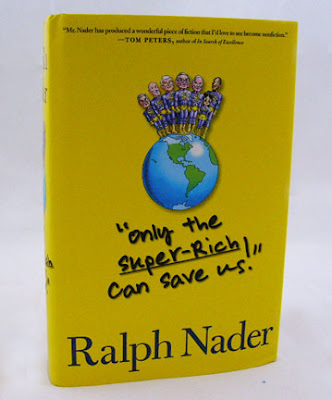 "Mr. Nader has produced a wonderful piece of fiction that I'd love to see become nonfiction."
—TOM PETERS, author of In Search of Excellence
"only the
super-Rich
can save us!"
Ralph Nader